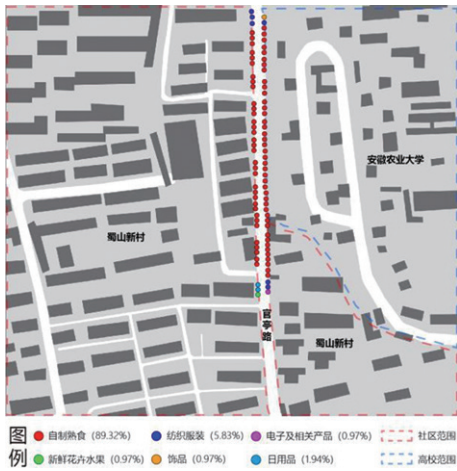 安徽农业大学
蜀山新村
官亭路
蜀山新村
图例
自制熟食 (89.32%) 纺织服装 (5.83%) 电子及相关产品 (0.97%) 社区范围
新鲜花卉水果 (0.97%) 饰品 (0.97%) 日用品 (1.94%) 高校范围